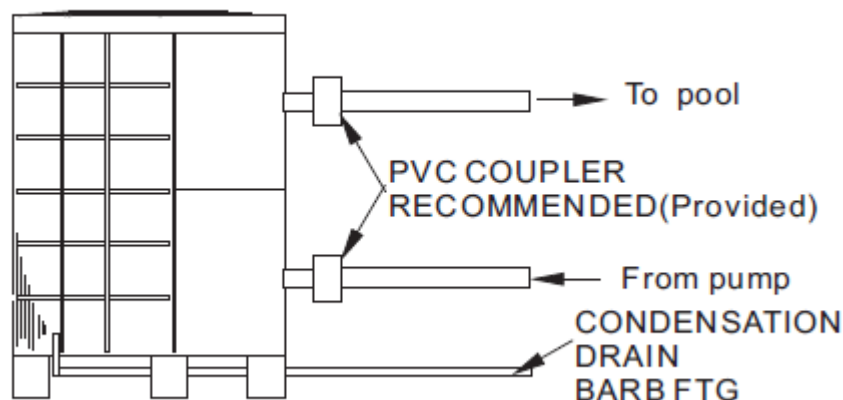 To pool
PVC COUPLER
RECOMMENDED(Provided)
From pump
CONDENSATION
DRAIN
BARB FTG